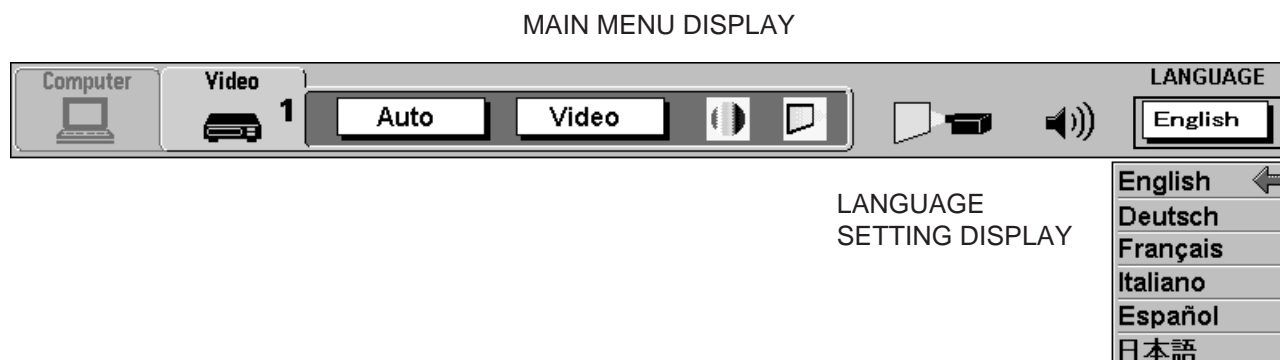 MAIN MENU DISPLAY
Computer
Video
LANGUAGE
1
Auto
Video
English
LANGUAGE
SETTING DISPLAY
English
Deutsch
Français
Italiano
Español
日本語